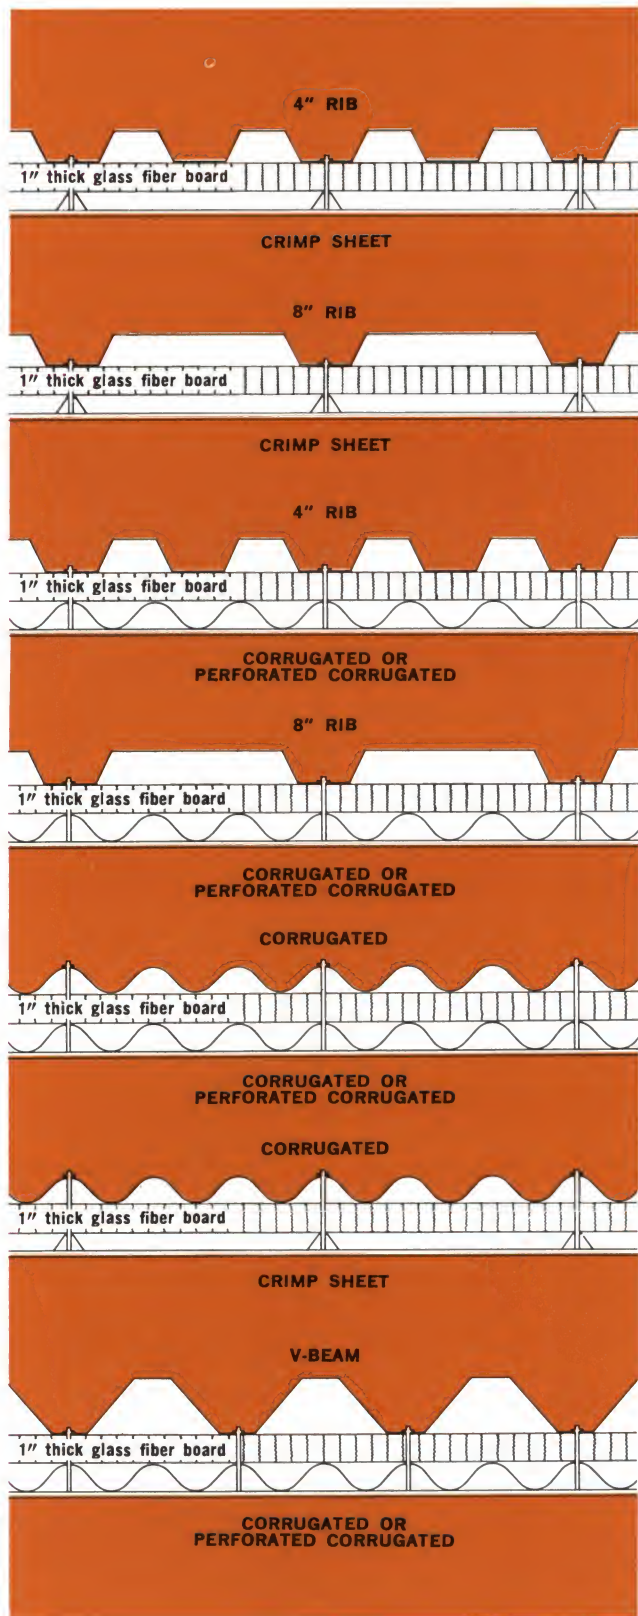 4" RIB
1" thick glass fiber board
CRIMP SHEET
8" RIB
1" thick glass fiber board
CRIMP SHEET
4" RIB
1" thick glass fiber board
CORRUGATED OR
PERFORATED CORRUGATED
8" RIB
1" thick glass fiber board
CORRUGATED OR
PERFORATED CORRUGATED
CORRUGATED
1" thick glass fiber board
CORRUGATED OR
PERFORATED CORRUGATED
CORRUGATED
1" thick glass fiber board
CRIMP SHEET
V-BEAM
1" thick glass fiber board
CORRUGATED OR
PERFORATED CORRUGATED